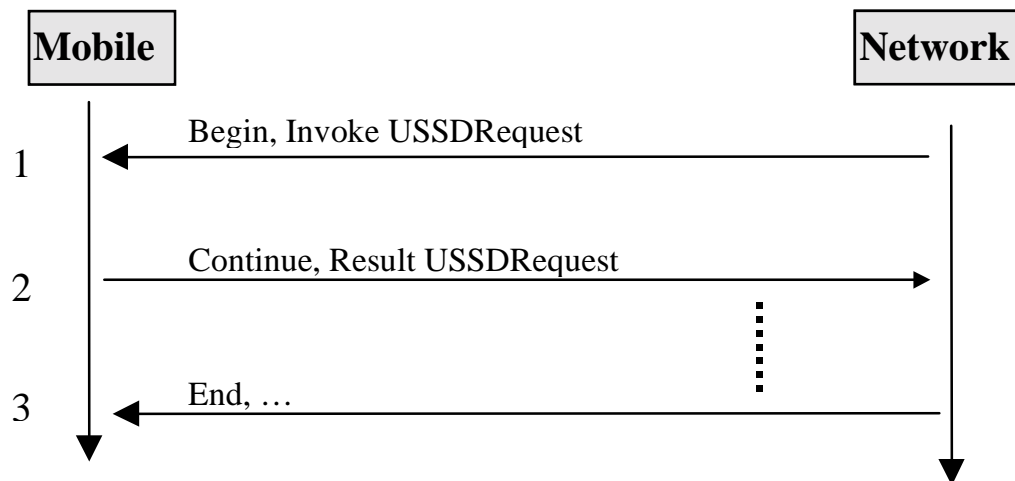 Mobile
Network
Begin, Invoke USSDRequest
1
Continue, Result USSDRequest
2
End, …
3